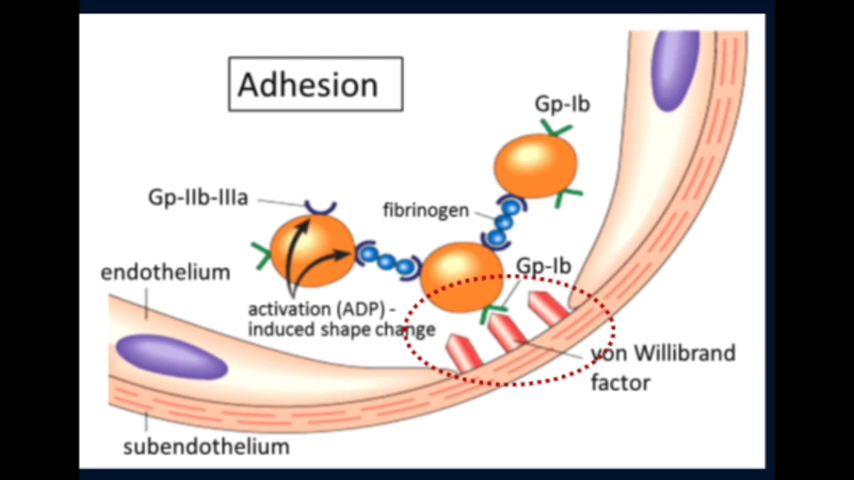 Adhesion
Gp-Ib
Gp-IIb-IIIa
fibrinogen
endothelium
Gp-Ib
activation (ADP) -
induced shape change
von Willibrand
factor
subendothelium